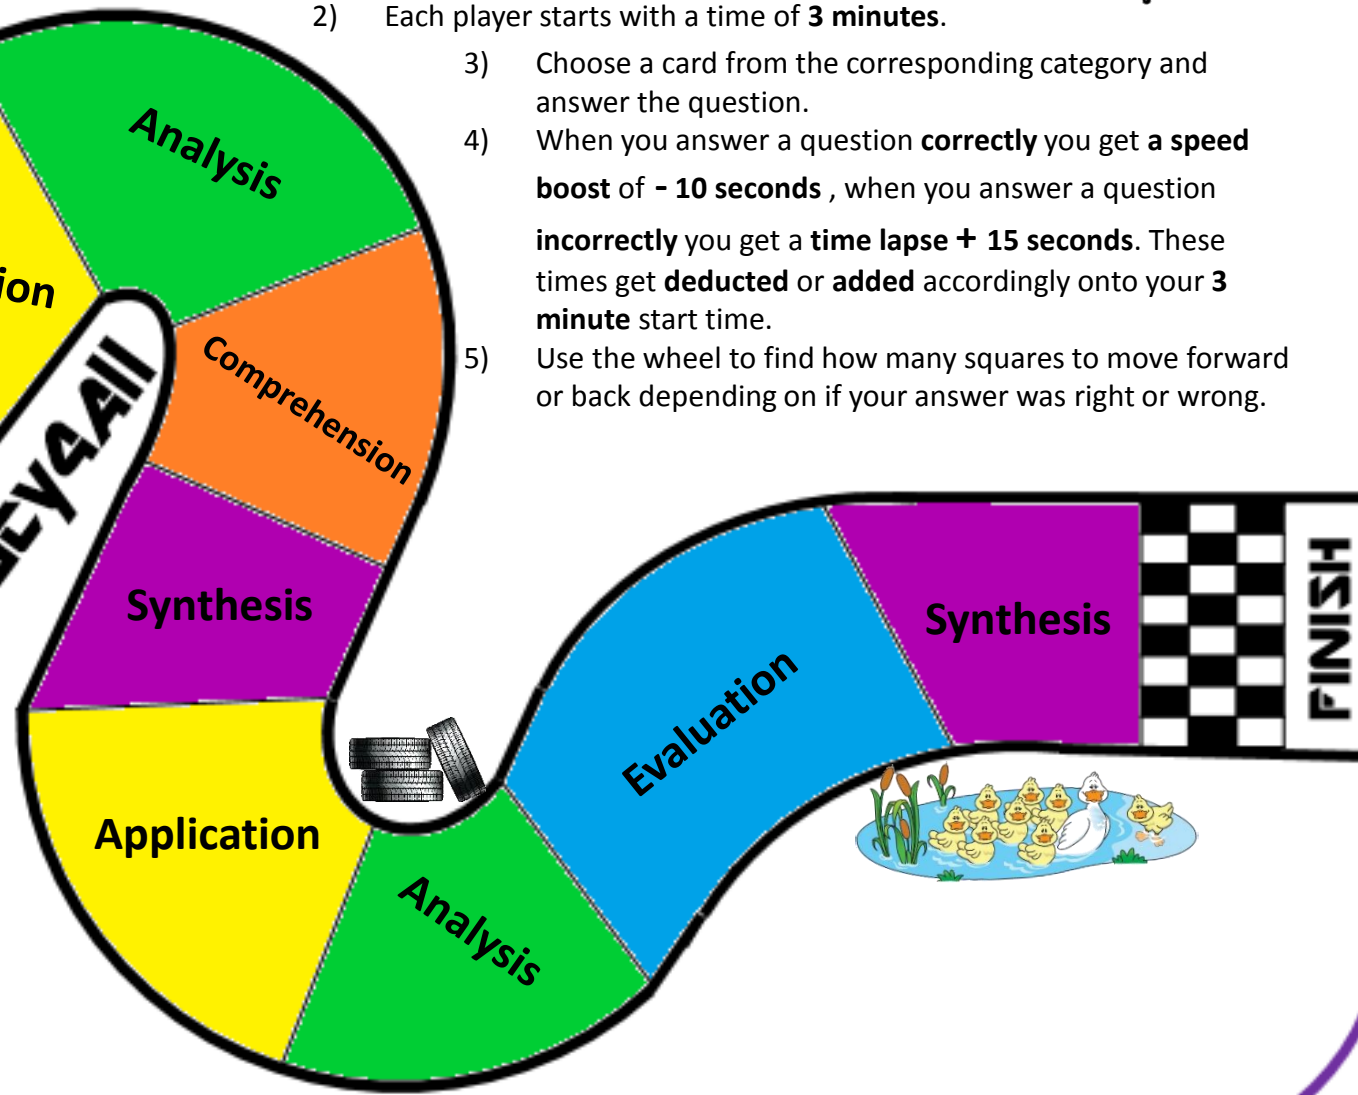 2) Each player starts with a time of 3 minutes.
3) Choose a card from the corresponding category and
answer the question.
4) When you answer a question correctly you get a speed
boost of - 10 seconds , when you answer a question
incorrectly you get a time lapse + 15 seconds. These
times get deducted or added accordingly onto your 3
minute start time.
5) Use the wheel to find how many squares to move forward
or back depending on if your answer was right or wrong.
Analysis
ion
Comprehension
cy4All
Synthesis
Application
Analysis
Evaluation
Synthesis
FINISH